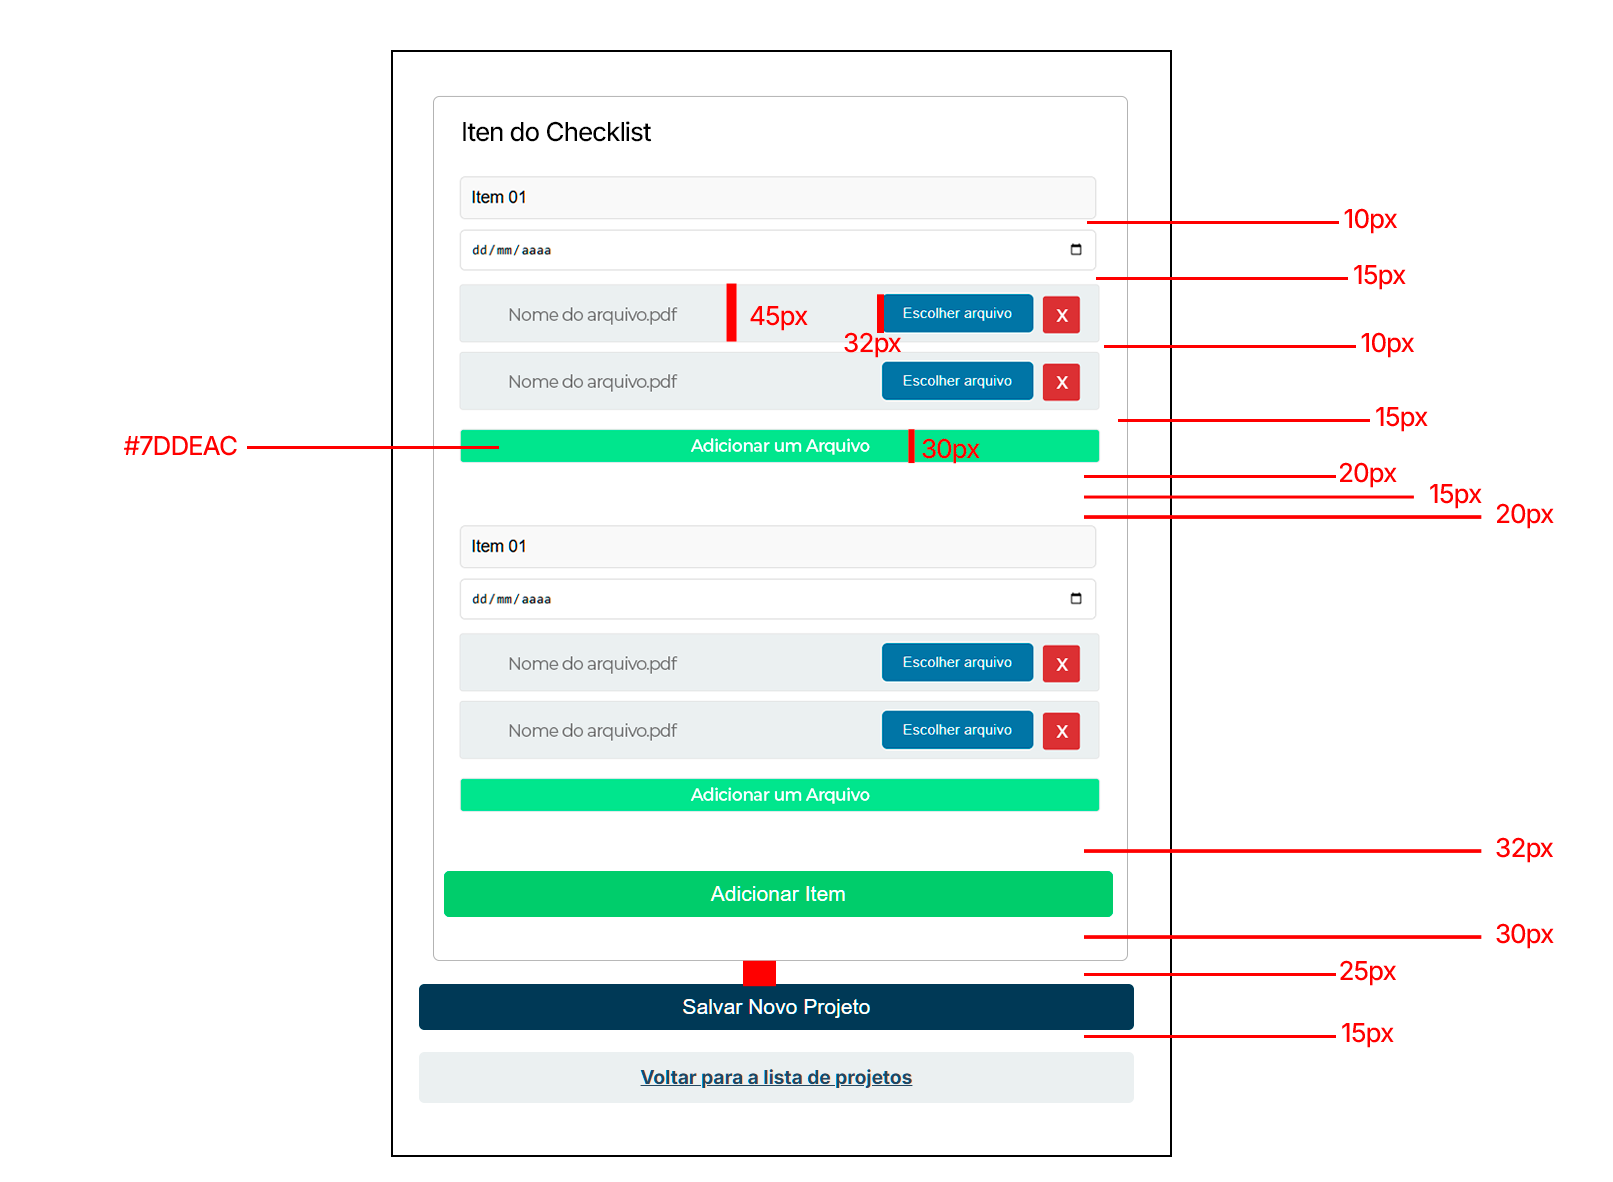 Iten do Checklist
Item 01
10px
dd/mm/aaaa
15px
Nome do arquivo.pdf
45px
Escolher arquivo
X
32px
10px
Nome do arquivo.pdf
Escolher arquivo
X
15px
#7DDEAC
Adicionar um Arquivo
30px
20px
15px
20px
Item 01
dd/mm/aaaa
Nome do arquivo.pdf
Escolher arquivo
X
Nome do arquivo.pdf
Escolher arquivo
X
Adicionar um Arquivo
32px
Adicionar Item
30px
25px
Salvar Novo Projeto
15px
Voltar para a lista de projetos